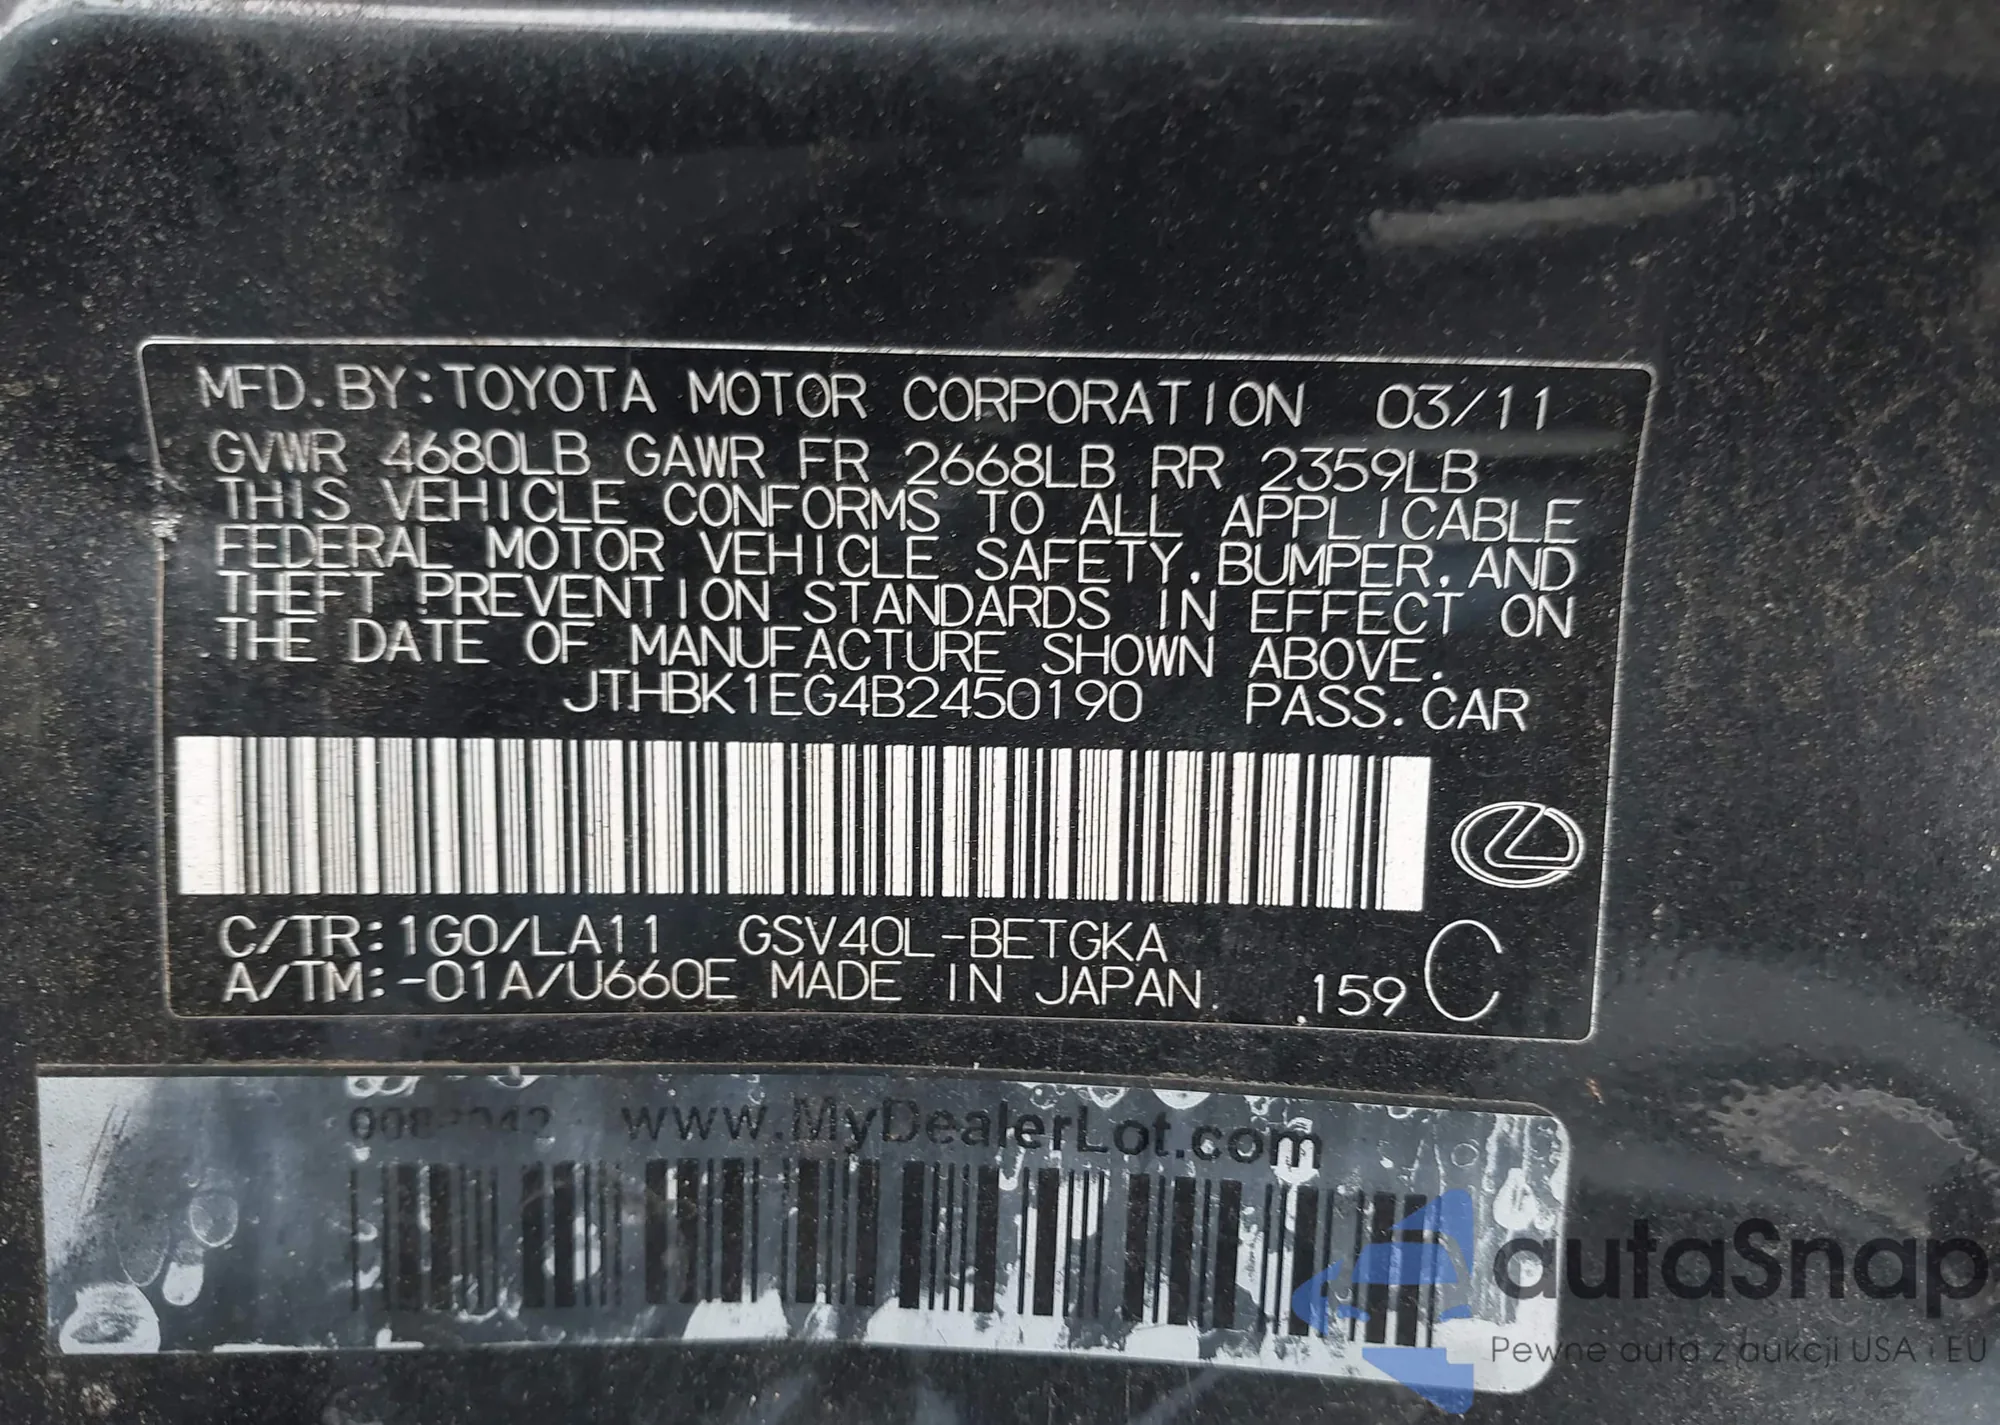 MFD. BY: TOYOTA MOTOR CORPORATION 03/11
GVWR 4680LB GAWR FR 2668LB RR 2359LB
THIS VEHICLE CONFORMS TO ALL APPLICABLE
FEDERAL MOTOR VEHICLE SAFETY, BUMPER, AND
THEFT PREVENTION STANDARDS IN EFFECT ON
THE DATE OF MANUFACTURE SHOWN ABOVE.
JTHBK1EG4B2450190 PASS. CAR
C/TR: 1G0/LA11 GSV40L-BETGKA
A/TM: -01A/U660E MADE IN JAPAN 159 C
www.MyDealerLot.com
autaSnap
Pewne auta z aukcji USA i EU